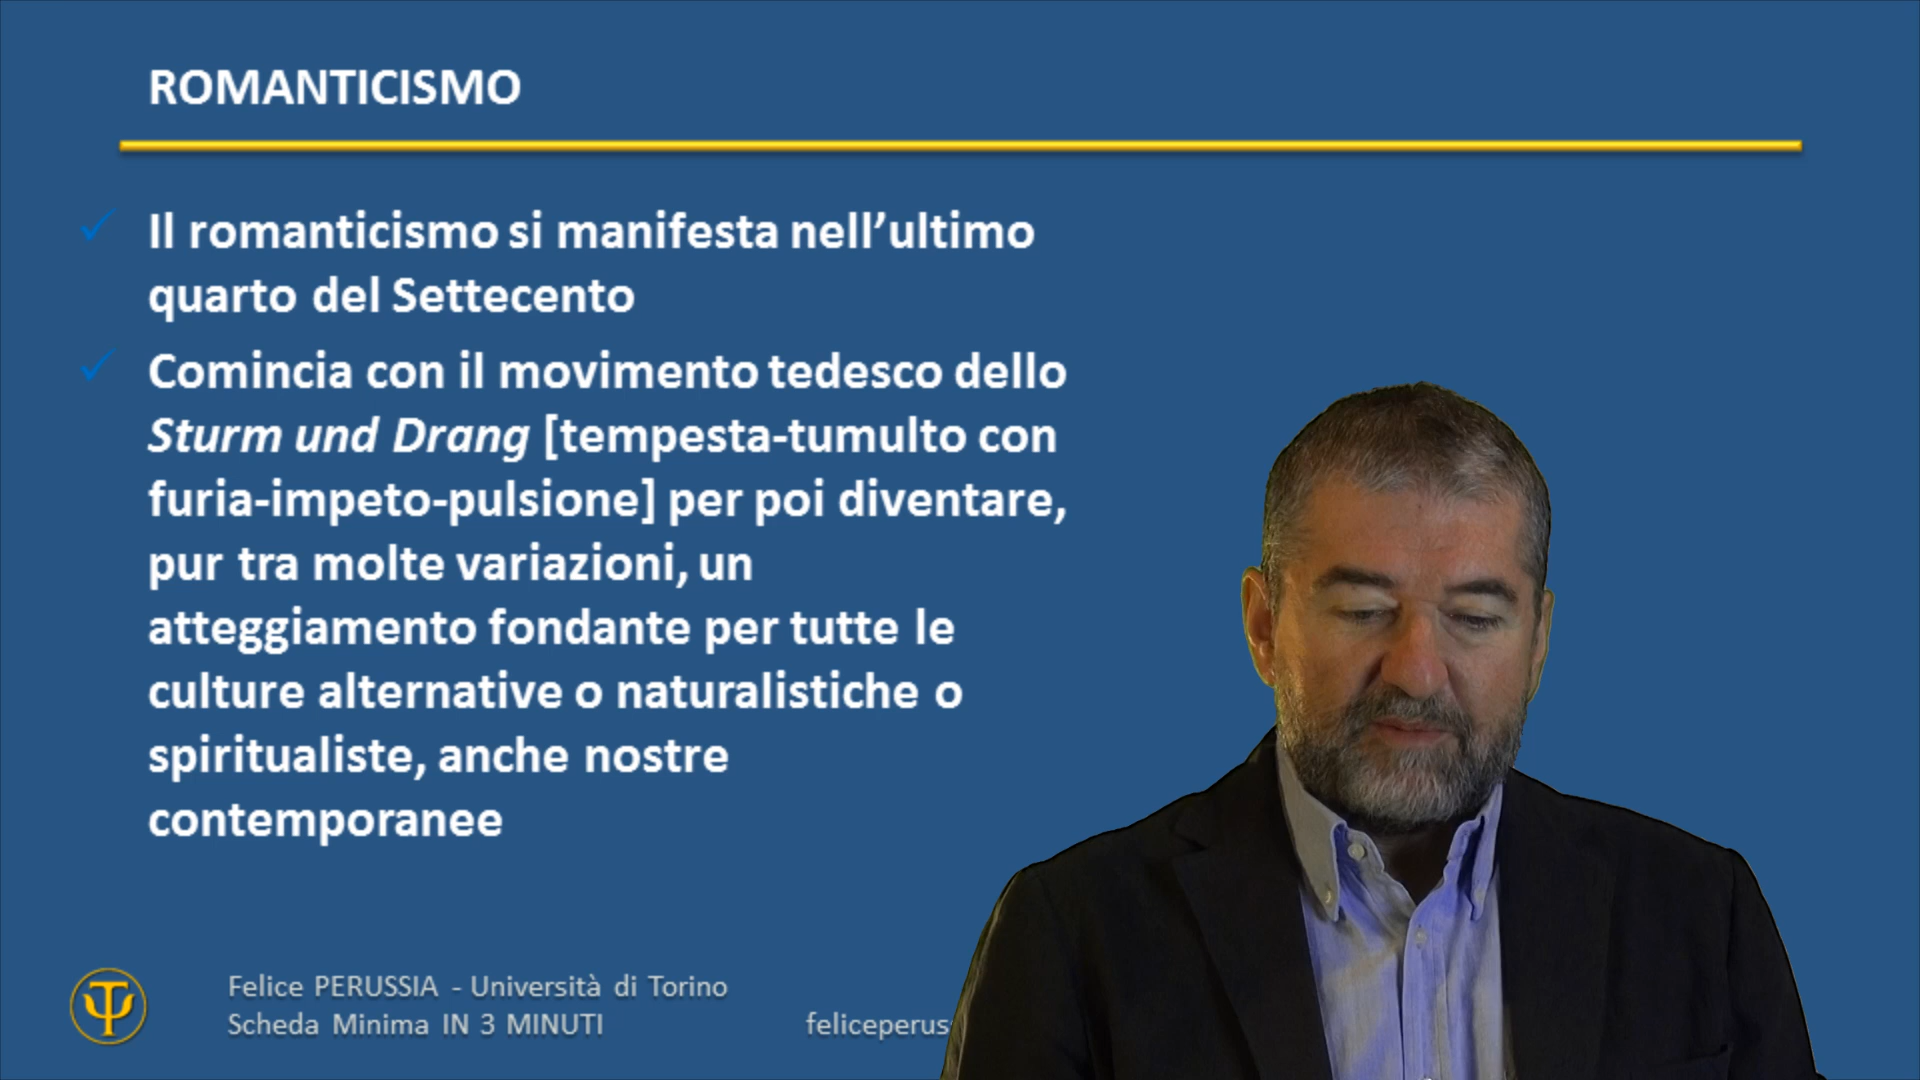 ROMANTICISMO
Il romanticismo si manifesta nell’ultimo
quarto del Settecento
Comincia con il movimento tedesco dello
Sturm und Drang [tempesta-tumulto con
furia-impeto-pulsione] per poi diventare,
pur tra molte variazioni, un
atteggiamento fondante per tutte le
culture alternative o naturalistiche o
spiritualiste, anche nostre
contemporanee
Felice PERUSSIA - Università di Torino
Scheda Minima IN 3 MINUTI feliceperus